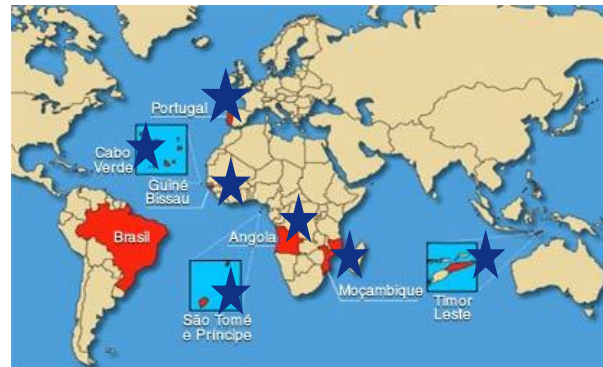 Portugal
Cabo
Verde
Guiné
Bissau
Brasil
Angola
Moçambique
São Tomé
e Príncipe
Timor
Leste